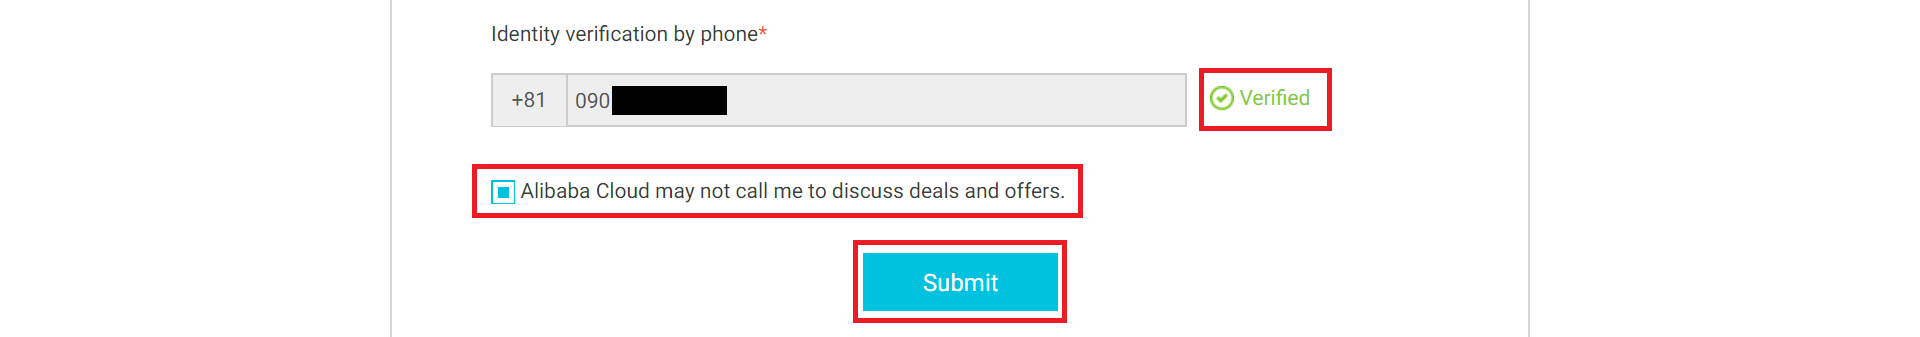 Identity verification by phone*
+81 090 Verified
Alibaba Cloud may not call me to discuss deals and offers.
Submit